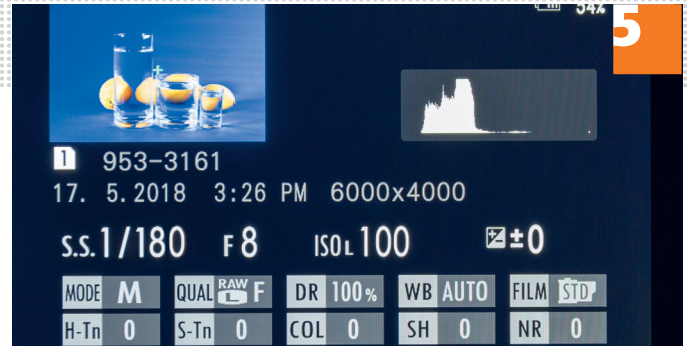 54%
5
1 953-3161
17. 5.2018 3:26 PM 6000x4000
S.S.1/180 F8 ISO L 100 ±0
MODE M QUAL RAW L F DR 100% WB AUTO FILM STD
H-Tn 0 S-Tn 0 COL 0 SH 0 NR 0